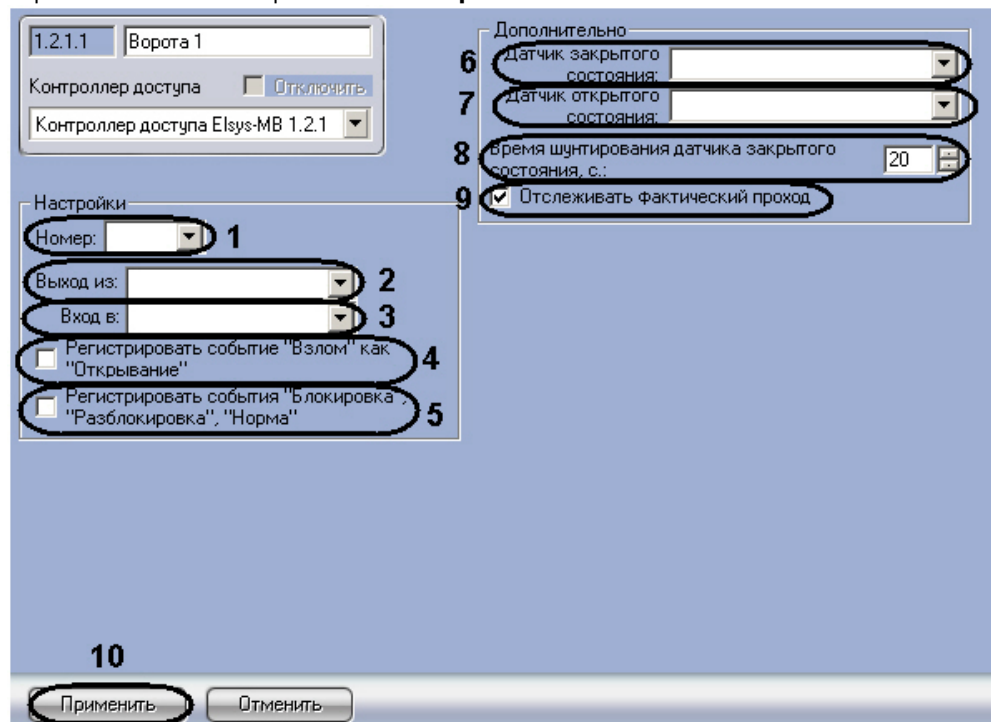 1.2.1.1 Ворота 1
Контроллер доступа Отключить
Контроллер доступа Elsys-MB 1.2.1
Настройки
Номер: 1
Выход из: 2
Вход в: 3
Регистрировать событие "Взлом" как
"Открывание" 4
Регистрировать события "Блокировка",
"Разблокировка", "Норма" 5
Дополнительно
6 Датчик закрытого
состояния:
7 Датчик открытого
состояния:
8 Время шунтирования датчика закрытого
состояния, с.: 20
9 Отслеживать фактический проход
10
Применить Отменить